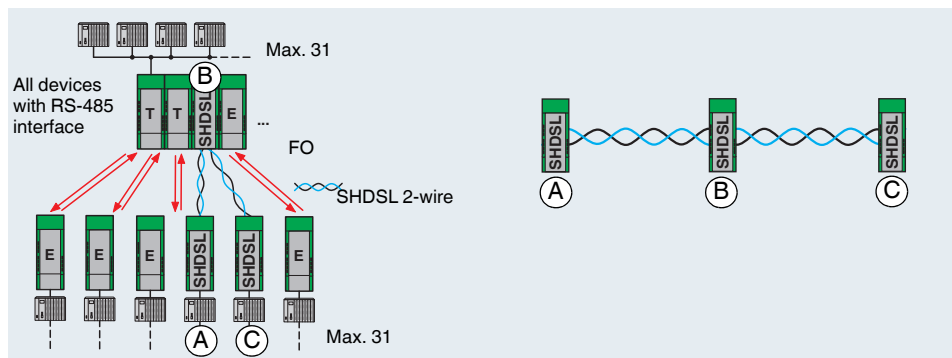 Max. 31
B
All devices
with RS-485
interface
T T SHDSL E ...
FO
SHDSL 2-wire
E E E SHDSL SHDSL E
A C Max. 31
SHDSL SHDSL SHDSL
A B C